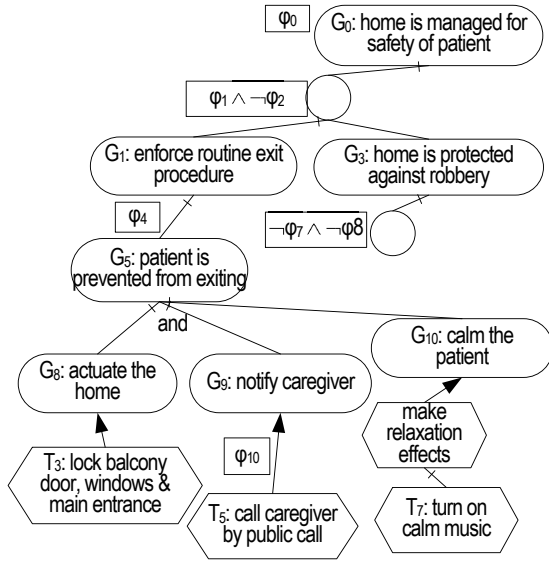 φ₀
G₀: home is managed for
safety of patient
φ₁ ∧ ¬φ₂
G₁: enforce routine exit
procedure
G₃: home is protected
against robbery
φ₄
¬φ₇ ∧ ¬φ8
G₅: patient is
prevented from exiting
and
G₈: actuate the
home
G₉: notify caregiver
G₁₀: calm the
patient
T₃: lock balcony
door, windows &
main entrance
φ₁₀
T₅: call caregiver
by public call
make
relaxation
effects
T₇: turn on
calm music